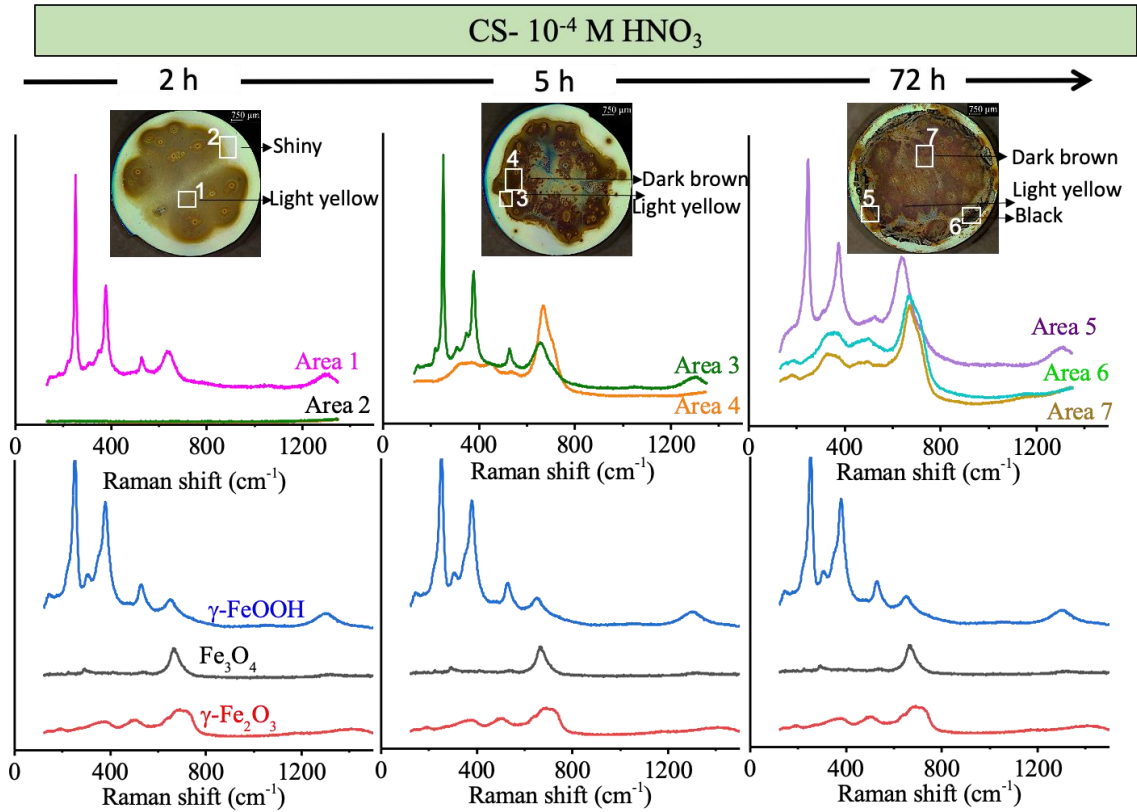 CS- 10⁻⁴ M HNO₃
2 h
5 h
72 h
750 µm
2
1
Shiny
Light yellow
750 µm
4
3
Dark brown
Light yellow
750 µm
7
5
6
Dark brown
Light yellow
Black
Area 1
Area 2
Area 3
Area 4
Area 5
Area 6
Area 7
0 400 800 1200
Raman shift (cm⁻¹)
0 400 800 1200
Raman shift (cm⁻¹)
0 400 800 1200
Raman shift (cm⁻¹)
γ-FeOOH
Fe₃O₄
γ-Fe₂O₃
0 400 800 1200
Raman shift (cm⁻¹)
0 400 800 1200
Raman shift (cm⁻¹)
0 400 800 1200
Raman shift (cm⁻¹)